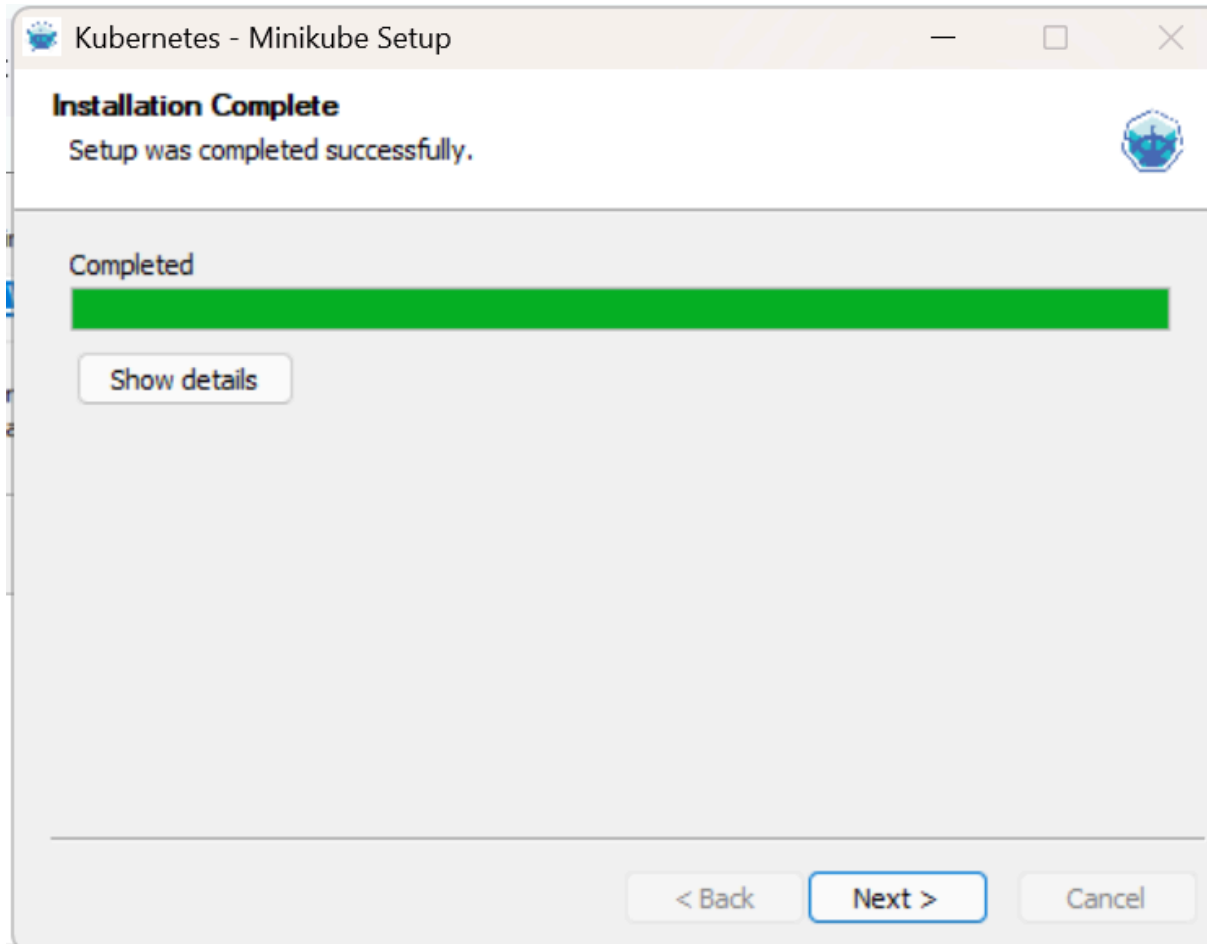 Kubernetes - Minikube Setup
Installation Complete
Setup was completed successfully.
Completed
Show details
< Back Next > Cancel